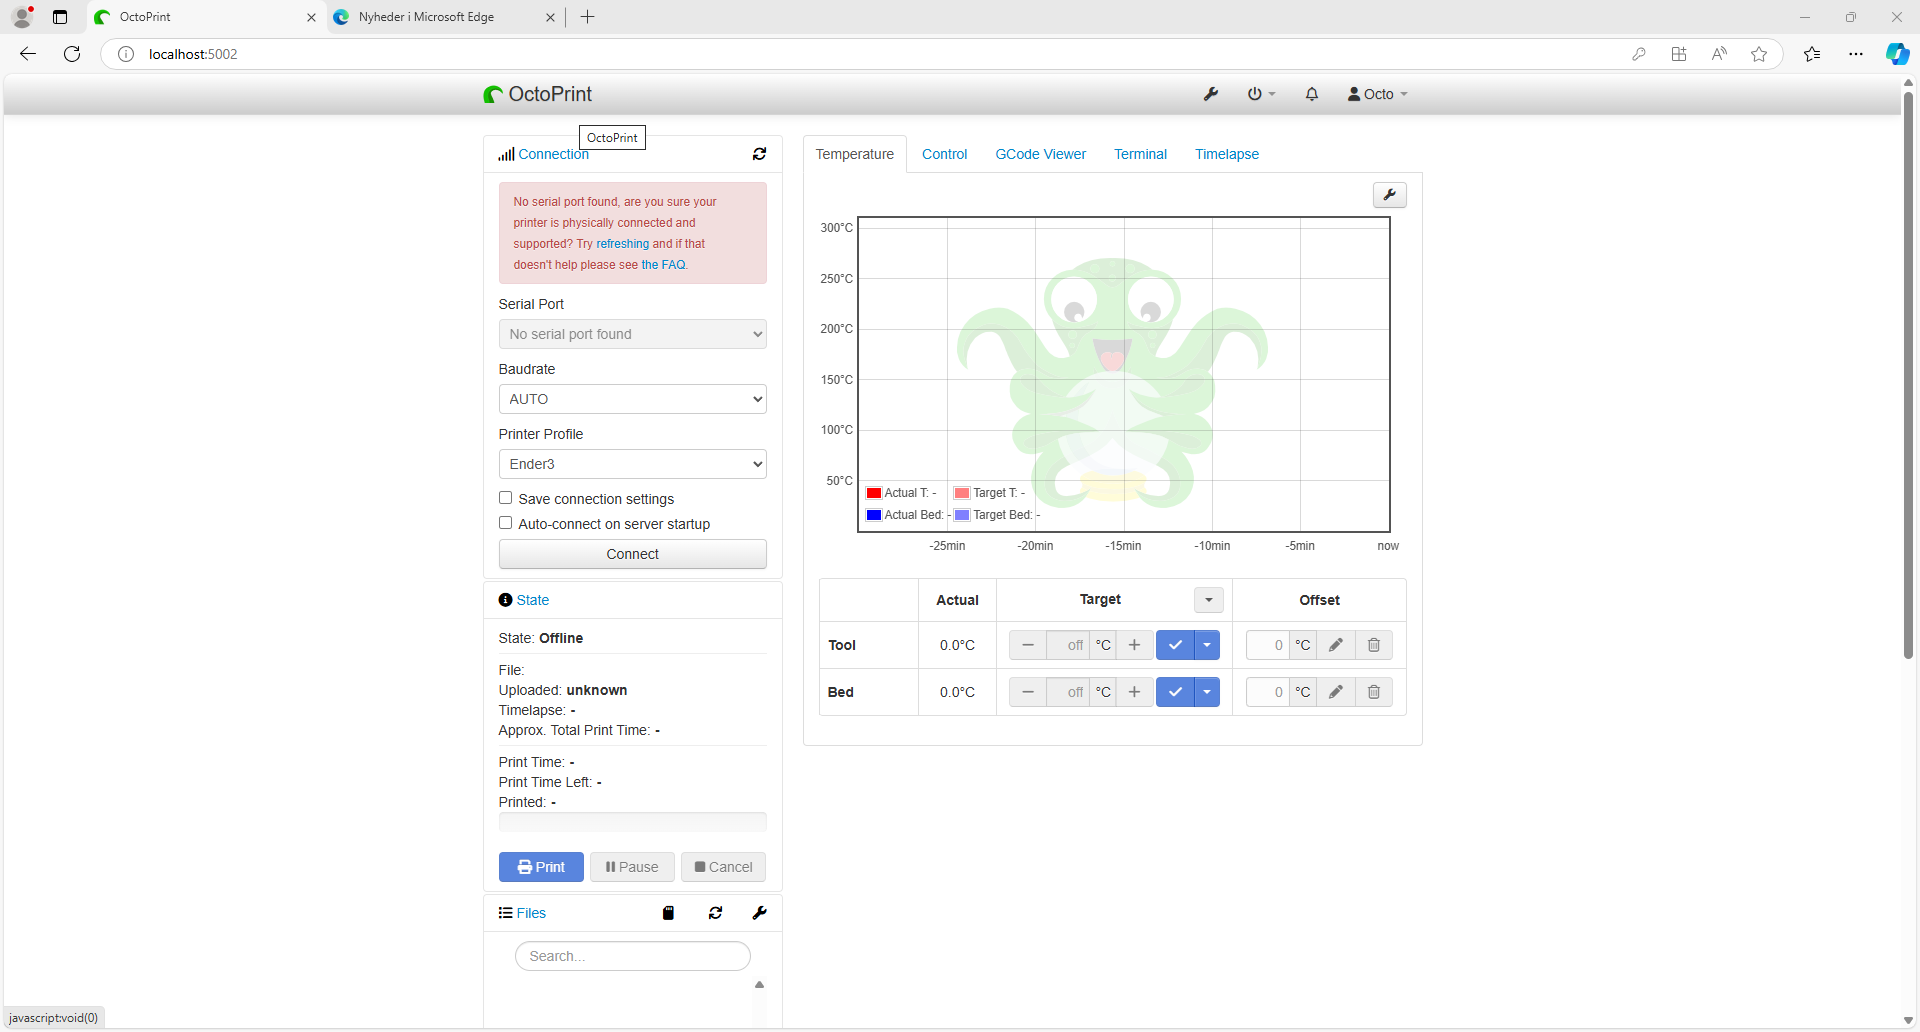 OctoPrint
Nyheder i Microsoft Edge
localhost:5002
OctoPrint
Octo
OctoPrint
Connection
No serial port found, are you sure your
printer is physically connected and
supported? Try refreshing and if that
doesn't help please see the FAQ.
Serial Port
No serial port found
Baudrate
AUTO
Printer Profile
Ender3
Save connection settings
Auto-connect on server startup
Connect
State
State: Offline
File:
Uploaded: unknown
Timelapse: -
Approx. Total Print Time: -
Print Time: -
Print Time Left: -
Printed: -
Print Pause Cancel
Files
Search...
Temperature Control GCode Viewer Terminal Timelapse
300°C
250°C
200°C
150°C
100°C
50°C
Actual T: - Target T: -
Actual Bed: - Target Bed: -
-25min -20min -15min -10min -5min now
Actual Target Offset
Tool 0.0°C off °C 0 °C
Bed 0.0°C off °C 0 °C
javascript:void(0)